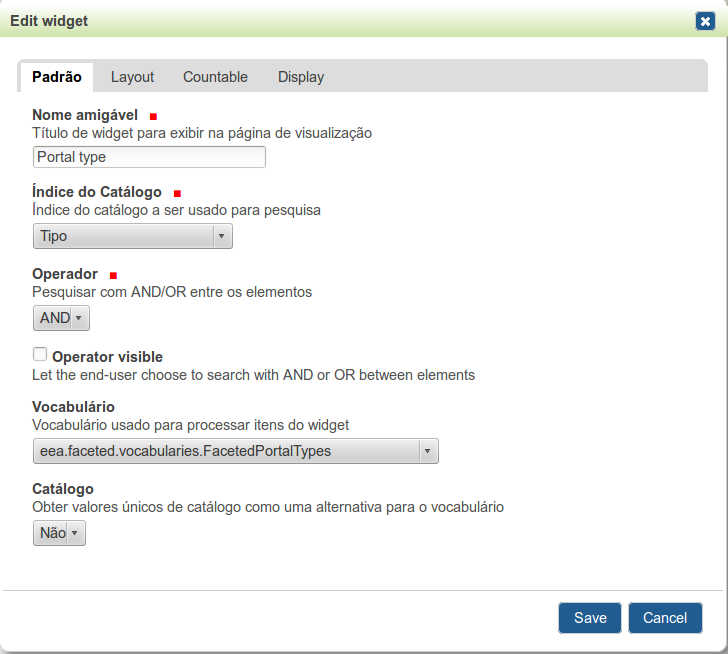 Edit widget
Padrão Layout Countable Display
Nome amigável
Título de widget para exibir na página de visualização
Portal type
Índice do Catálogo
Índice do catálogo a ser usado para pesquisa
Tipo
Operador
Pesquisar com AND/OR entre os elementos
AND
Operator visible
Let the end-user choose to search with AND or OR between elements
Vocabulário
Vocabulário usado para processar itens do widget
eea.faceted.vocabularies.FacetedPortalTypes
Catálogo
Obter valores únicos de catálogo como uma alternativa para o vocabulário
Não
Save Cancel